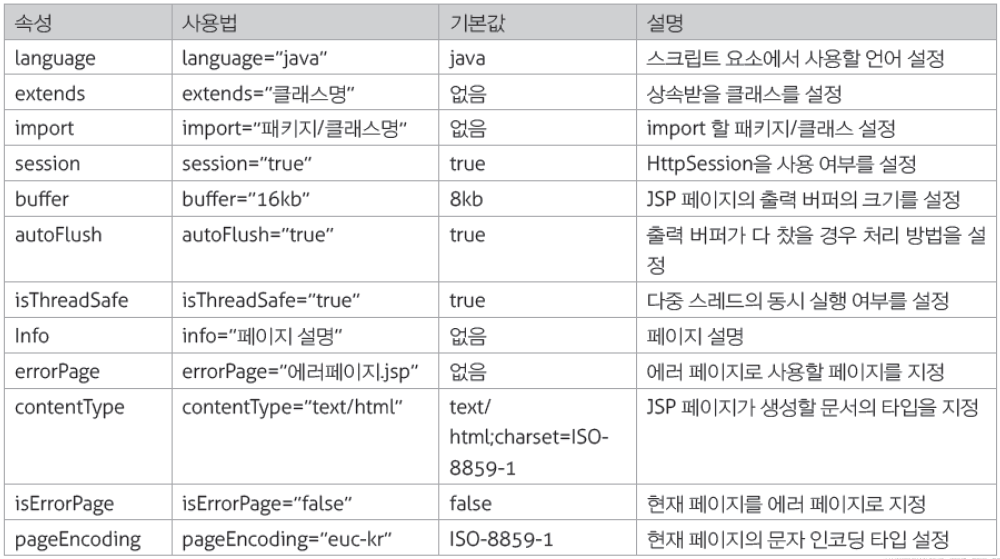 속성 사용법 기본값 설명
language language="java" java 스크립트 요소에서 사용할 언어 설정
extends extends="클래스명" 없음 상속받을 클래스를 설정
import import="패키지/클래스명" 없음 import 할 패키지/클래스 설정
session session="true" true HttpSession을 사용 여부를 설정
buffer buffer="16kb" 8kb JSP 페이지의 출력 버퍼의 크기를 설정
autoFlush autoFlush="true" true 출력 버퍼가 다 찼을 경우 처리 방법을 설
정
isThreadSafe isThreadSafe="true" true 다중 스레드의 동시 실행 여부를 설정
Info info="페이지 설명" 없음 페이지 설명
errorPage errorPage="에러페이지.jsp" 없음 에러 페이지로 사용할 페이지를 지정
contentType contentType="text/html" text/ JSP 페이지가 생성할 문서의 타입을 지정
html;charset=ISO-
8859-1
isErrorPage isErrorPage="false" false 현재 페이지를 에러 페이지로 지정
pageEncoding pageEncoding="euc-kr" ISO-8859-1 현재 페이지의 문자 인코딩 타입 설정